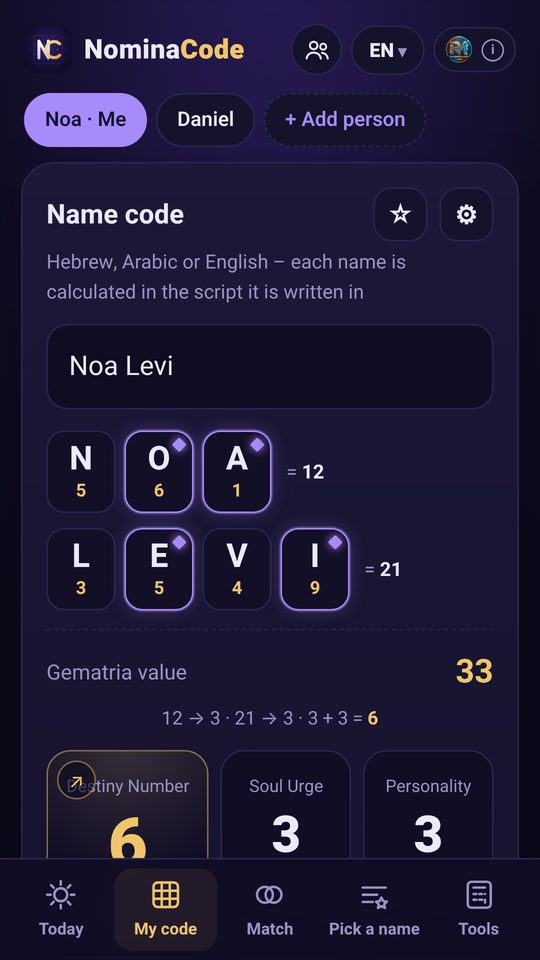 NC NominaCode
EN ▾
i
Noa · Me
Daniel
+ Add person
Name code
Hebrew, Arabic or English – each name is
calculated in the script it is written in
Noa Levi
N O A
5 6 1 = 12
L E V I
3 5 4 9 = 21
Gematria value 33
12 → 3 · 21 → 3 · 3 + 3 = 6
Destiny Number Soul Urge Personality
6 3 3
Today My code Match Pick a name Tools